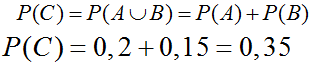 P(C) = P(A ∪ B) = P(A) + P(B)
P(C) = 0, 2 + 0, 15 = 0, 35